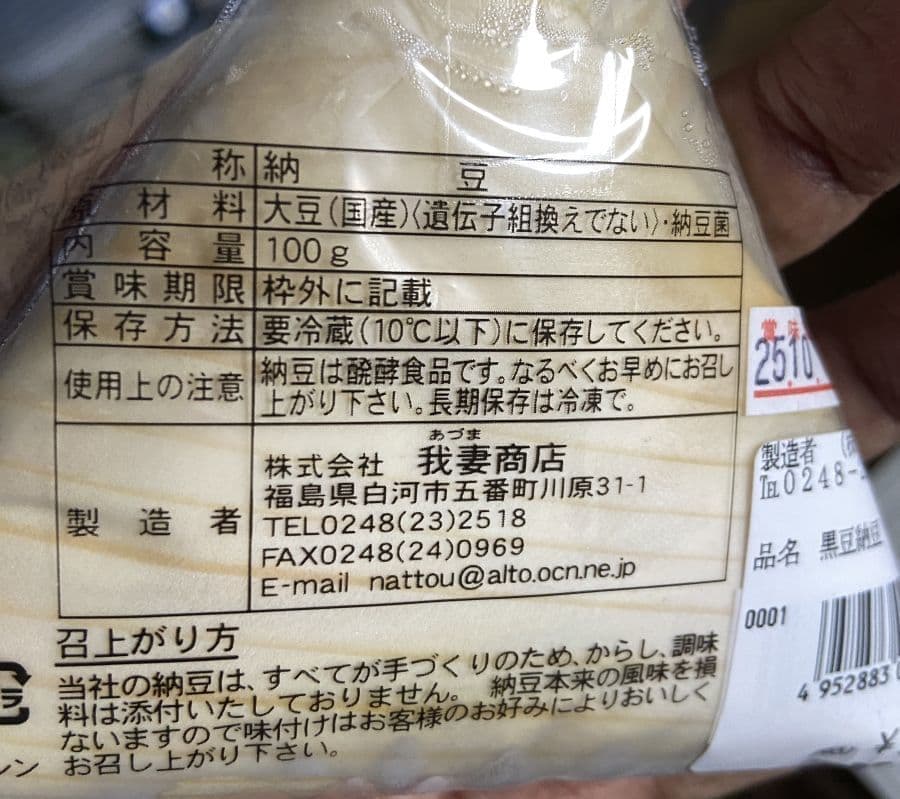 称 納 豆
材料 大豆(国産)〈遺伝子組換えでない〉・納豆菌
内容量 100g
賞味期限 枠外に記載
保存方法 要冷蔵(10℃以下)に保存してください。
使用上の注意 納豆は醗酵食品です。なるべくお早めにお召し
上がり下さい。長期保存は冷凍で。
製造者
あづま
株式会社 我妻商店
福島県白河市五番町川原31-1
TEL0248(23)2518
FAX0248(24)0969
E-mail nattou@alto.ocn.ne.jp
召上がり方
当社の納豆は、すべてが手づくりのため、からし、調味
料は添付いたしておりません。 納豆本来の風味を損
ないますので味付けはお客様のお好みによりおいしく
お召し上がり下さい。
賞味
25.10.
製造者
℡0248-
品名 黒豆納豆
0001
4 952883